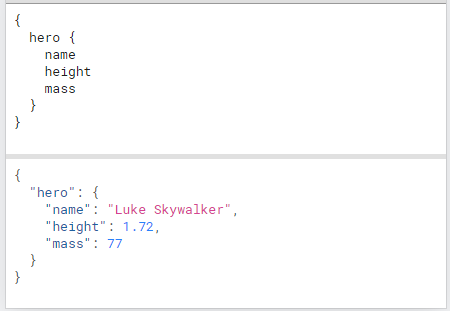 {
  hero {
    name
    height
    mass
  }
}
{
  "hero": {
    "name": "Luke Skywalker",
    "height": 1.72,
    "mass": 77
  }
}